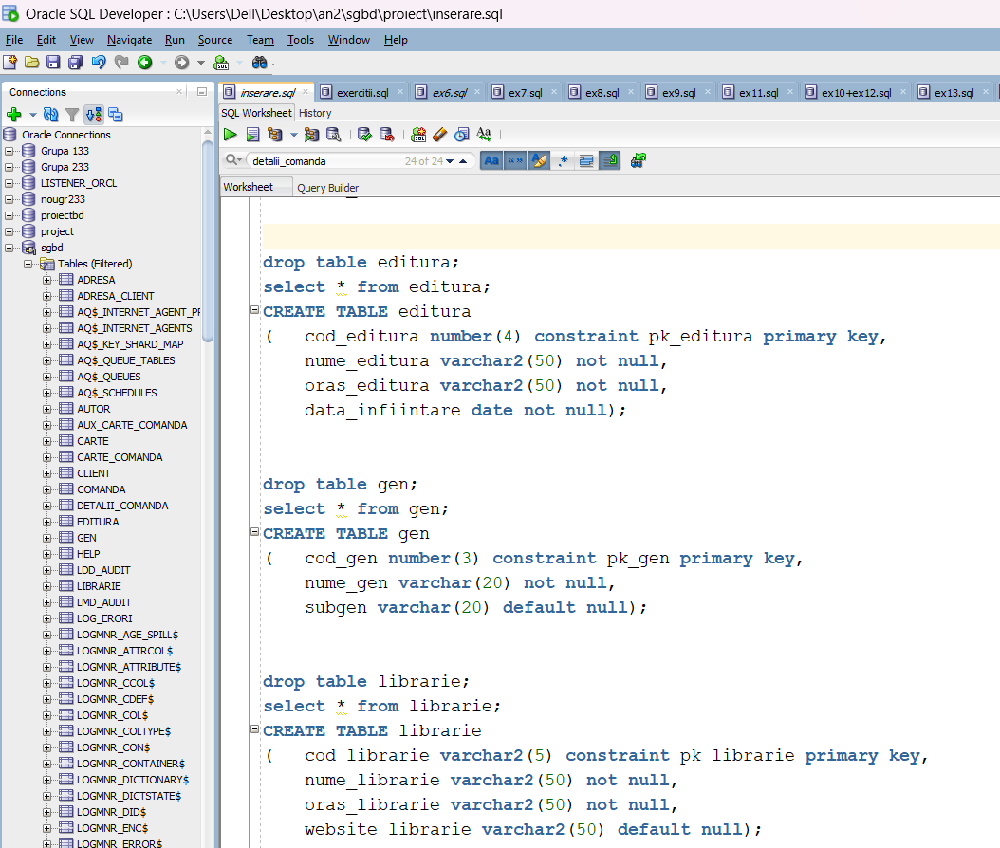 Oracle SQL Developer : C:\Users\Dell\Desktop\an2\sgbd\proiect\inserare.sql
File Edit View Navigate Run Source Team Tools Window Help
Connections
Oracle Connections
Grupa 133
Grupa 233
LISTENER_ORCL
nougr233
proiectbd
project
sgbd
Tables (Filtered)
ADRESA
ADRESA_CLIENT
AQ$_INTERNET_AGENT_PR
AQ$_INTERNET_AGENTS
AQ$_KEY_SHARD_MAP
AQ$_QUEUE_TABLES
AQ$_QUEUES
AQ$_SCHEDULES
AUTOR
AUX_CARTE_COMANDA
CARTE
CARTE_COMANDA
CLIENT
COMANDA
DETALII_COMANDA
EDITURA
GEN
HELP
LDD_AUDIT
LIBRARIE
LMD_AUDIT
LOG_ERORI
LOGMNR_AGE_SPILL$
LOGMNR_ATTRCOL$
LOGMNR_ATTRIBUTE$
LOGMNR_CCOL$
LOGMNR_CDEF$
LOGMNR_COL$
LOGMNR_COLTYPE$
LOGMNR_CON$
LOGMNR_CONTAINER$
LOGMNR_DICTIONARY$
LOGMNR_DICTSTATE$
LOGMNR_DID$
LOGMNR_ENC$
LOGMNR_ERROR$
inserare.sql exercitii.sql ex6.sql ex7.sql ex8.sql ex9.sql ex11.sql ex10+ex12.sql ex13.sql
SQL Worksheet History
detalii_comanda 24 of 24
Worksheet Query Builder
drop table editura;
select * from editura;
CREATE TABLE editura
( cod_editura number(4) constraint pk_editura primary key,
nume_editura varchar2(50) not null,
oras_editura varchar2(50) not null,
data_infiintare date not null);
drop table gen;
select * from gen;
CREATE TABLE gen
( cod_gen number(3) constraint pk_gen primary key,
nume_gen varchar(20) not null,
subgen varchar(20) default null);
drop table librarie;
select * from librarie;
CREATE TABLE librarie
( cod_librarie varchar2(5) constraint pk_librarie primary key,
nume_librarie varchar2(50) not null,
oras_librarie varchar2(50) not null,
website_librarie varchar2(50) default null);